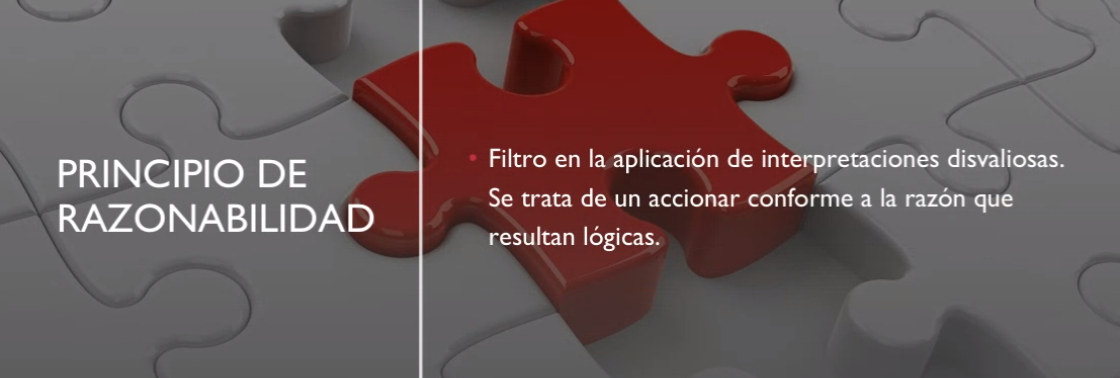 PRINCIPIO DE
RAZONABILIDAD
• Filtro en la aplicación de interpretaciones disvaliosas.
Se trata de un accionar conforme a la razón que
resultan lógicas.